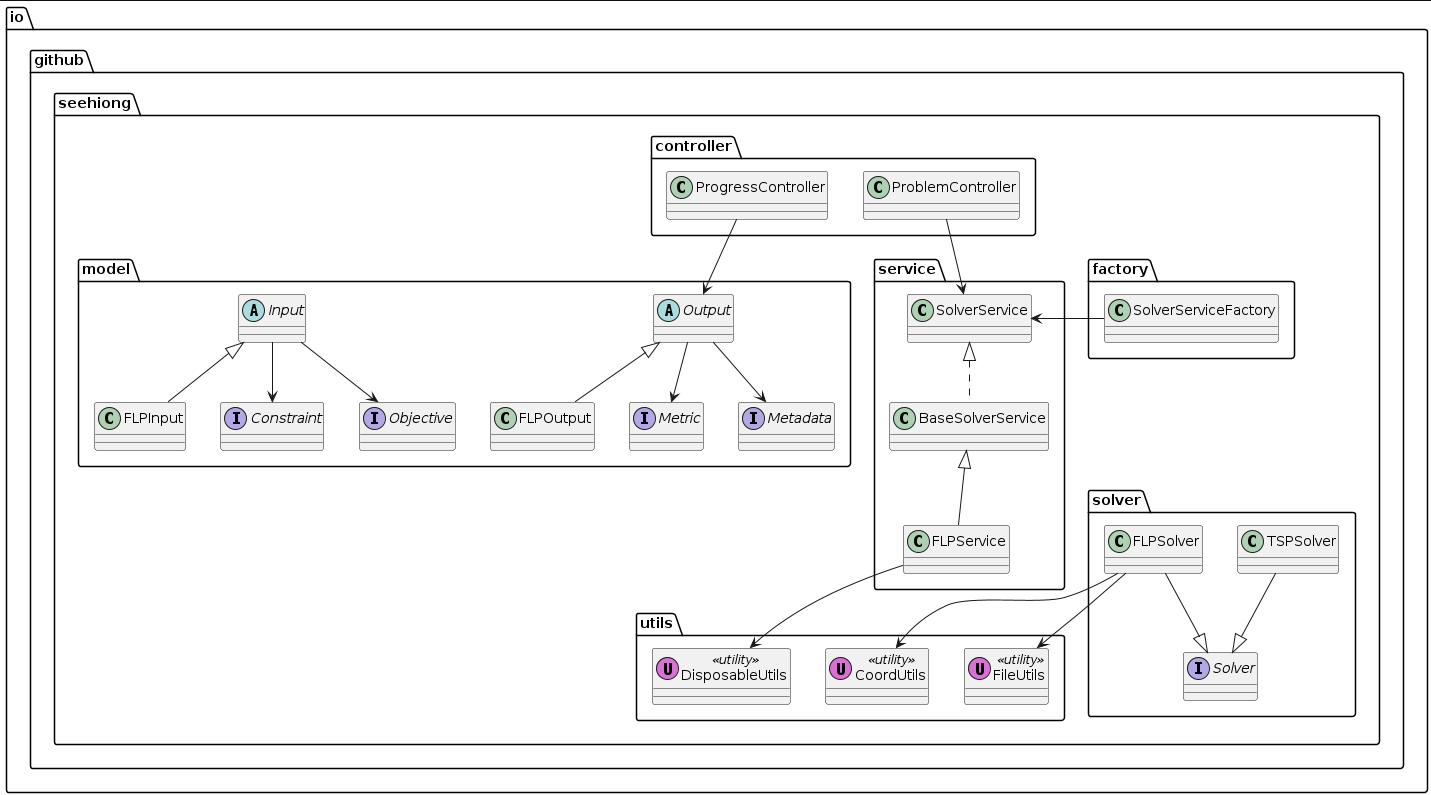 io
github
seehiong
controller
C ProgressController
C ProblemController
model
service
factory
A Input
A Output
C SolverService
C SolverServiceFactory
C FLPInput
I Constraint
I Objective
C FLPOutput
I Metric
I Metadata
C BaseSolverService
solver
C FLPService
C FLPSolver
C TSPSolver
utils
U «utility»
DisposableUtils
U «utility»
CoordUtils
U «utility»
FileUtils
I Solver